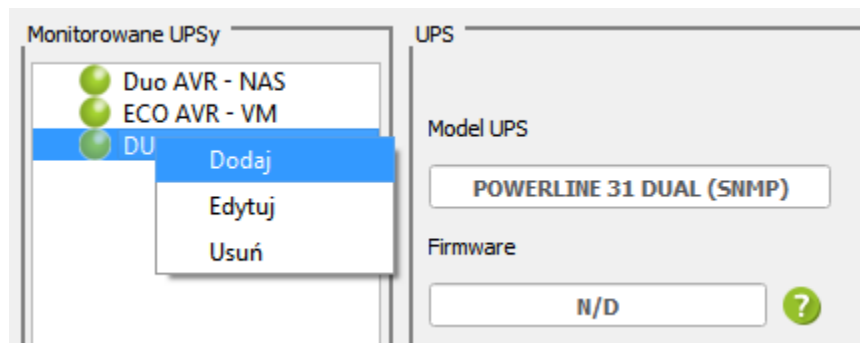 Monitorowane UPSy
Duo AVR - NAS
ECO AVR - VM
Dodaj
Edytuj
Usuń
UPS
Model UPS
POWERLINE 31 DUAL (SNMP)
Firmware
N/D
?